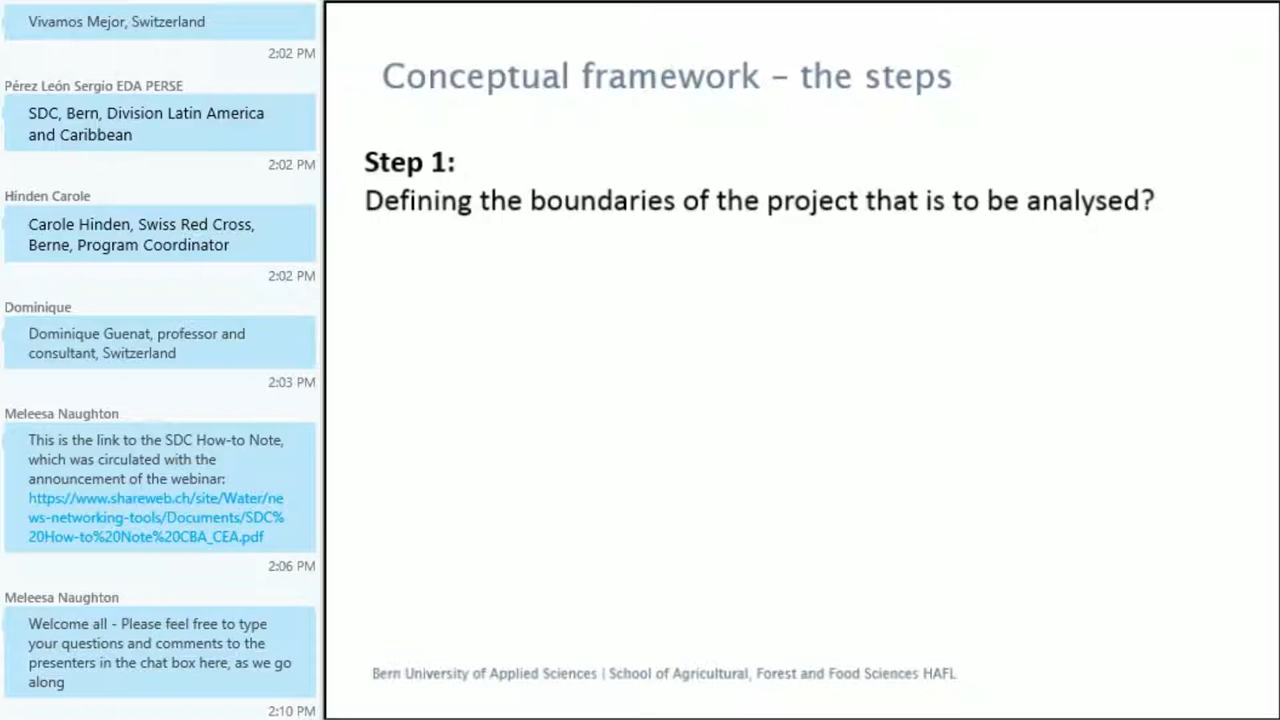 Vivamos Mejor, Switzerland
2:02 PM
Pérez León Sergio EDA PERSE
SDC, Bern, Division Latin America
and Caribbean
2:02 PM
Hinden Carole
Carole Hinden, Swiss Red Cross,
Berne, Program Coordinator
2:02 PM
Dominique
Dominique Guenat, professor and
consultant, Switzerland
2:03 PM
Meleesa Naughton
This is the link to the SDC How-to Note,
which was circulated with the
announcement of the webinar:
https://www.shareweb.ch/site/Water/ne
ws-networking-tools/Documents/SDC%
20How-to%20Note%20CBA_CEA.pdf
2:06 PM
Meleesa Naughton
Welcome all - Please feel free to type
your questions and comments to the
presenters in the chat box here, as we go
along
2:10 PM
Conceptual framework – the steps
Step 1:
Defining the boundaries of the project that is to be analysed?
Bern University of Applied Sciences | School of Agricultural, Forest and Food Sciences HAFL